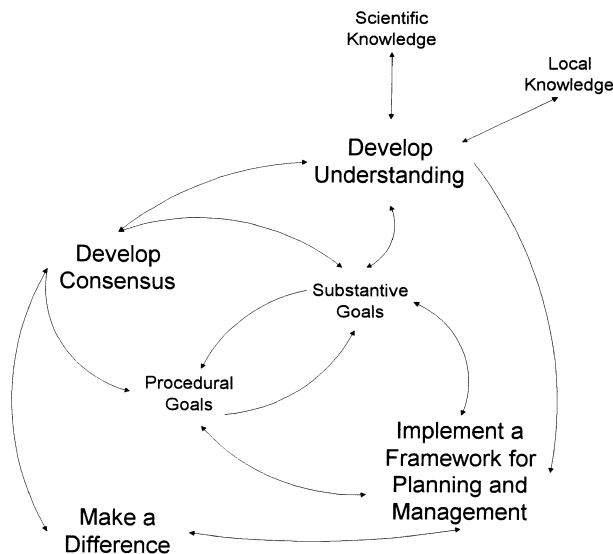 Scientific
Knowledge
Local
Knowledge
Develop
Understanding
Develop
Consensus
Substantive
Goals
Procedural
Goals
Implement a
Framework for
Planning and
Management
Make a
Difference